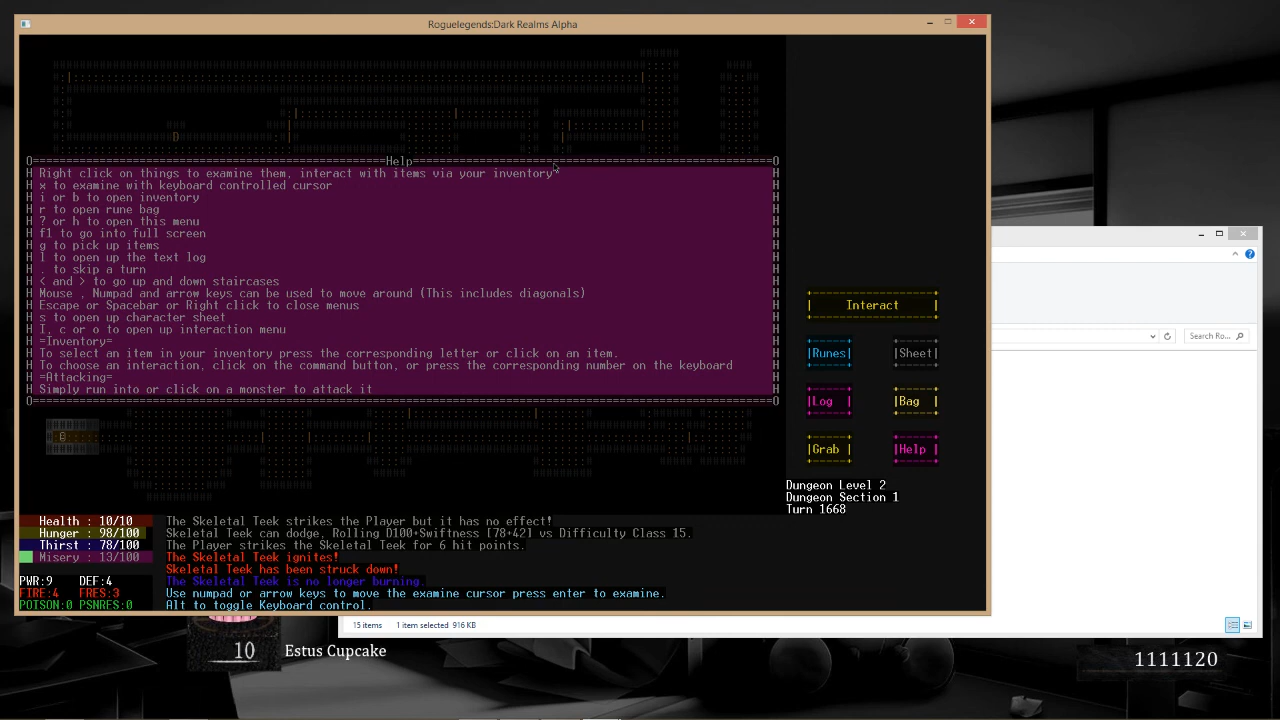 Roguelegends:Dark Realms Alpha
Help
Right click on things to examine them, interact with items via your inventory
x to examine with keyboard controlled cursor
i or b to open inventory
r to open rune bag
? or h to open this menu
f1 to go into full screen
g to pick up items
l to open up the text log
. to skip a turn
< and > to go up and down staircases
Mouse , Numpad and arrow keys can be used to move around (This includes diagonals)
Escape or Spacebar or Right click to close menus
s to open up character sheet
I, c or o to open up interaction menu
=Inventory=
To select an item in your inventory press the corresponding letter or click on an item.
To choose an interaction, click on the command button, or press the corresponding number on the keyboard
=Attacking=
Simply run into or click on a monster to attack it
Interact
Runes
Sheet
Log
Bag
Grab
Help
Dungeon Level 2
Dungeon Section 1
Turn 1668
Health : 10/10
Hunger : 98/100
Thirst : 78/100
Misery : 13/100
PWR:9 DEF:4
FIRE:4 FRES:3
POISON:0 PSNRES:0
The Skeletal Teek strikes the Player but it has no effect!
Skeletal Teek can dodge, Rolling D100+Swiftness [78+42] vs Difficulty Class 15.
The Player strikes the Skeletal Teek for 6 hit points.
The Skeletal Teek ignites!
Skeletal Teek has been struck down!
The Skeletal Teek is no longer burning.
Use numpad or arrow keys to move the examine cursor press enter to examine.
Alt to toggle Keyboard control.
Search Ro...
15 items 1 item selected 916 KB
10 Estus Cupcake
1111120